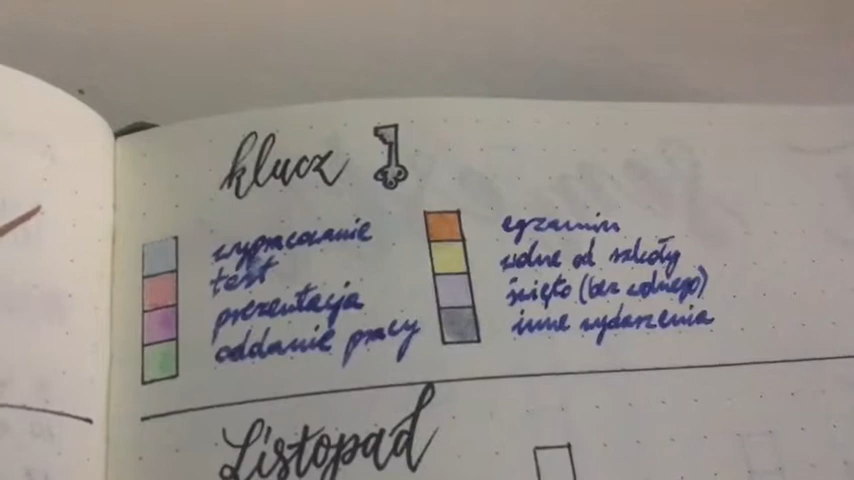 klucz
wypracowanie
test
prezentacja
oddanie pracy
egzamin
wolne od szkoły
święto (bez wolnego)
inne wydarzenia
Listopad